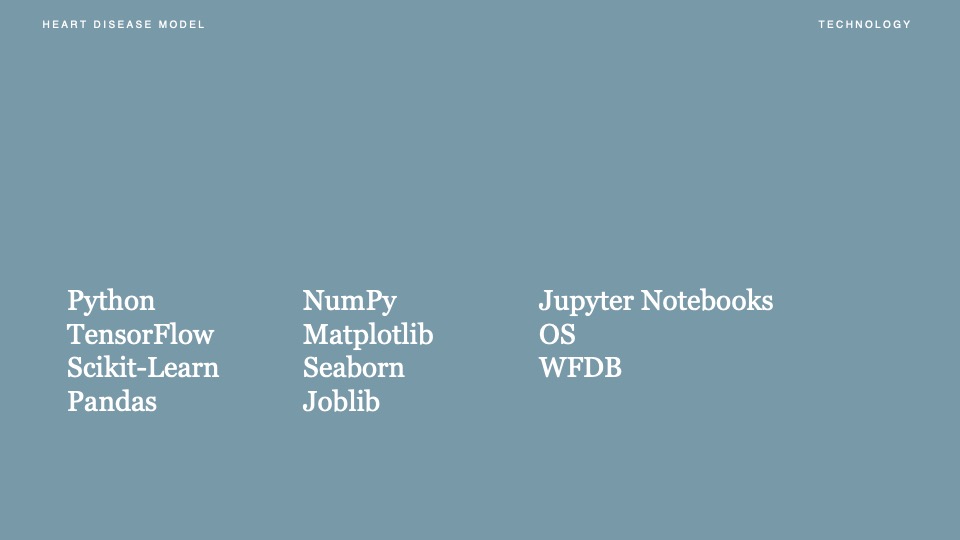 HEART DISEASE MODEL
TECHNOLOGY
Python
TensorFlow
Scikit-Learn
Pandas
NumPy
Matplotlib
Seaborn
Joblib
Jupyter Notebooks
OS
WFDB